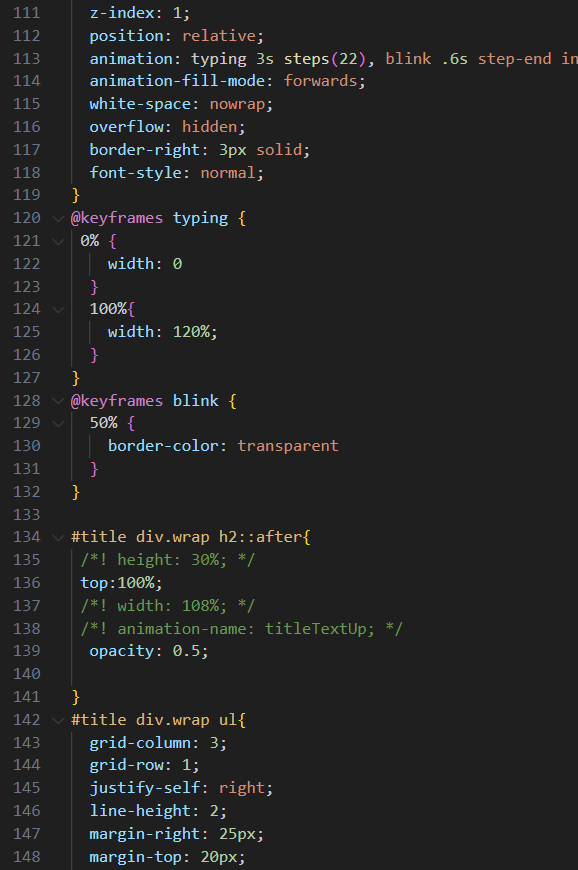 111 z-index: 1;
112 position: relative;
113 animation: typing 3s steps(22), blink .6s step-end in
114 animation-fill-mode: forwards;
115 white-space: nowrap;
116 overflow: hidden;
117 border-right: 3px solid;
118 font-style: normal;
119 }
120 @keyframes typing {
121 0% {
122 width: 0
123 }
124 100%{
125 width: 120%;
126 }
127 }
128 @keyframes blink {
129 50% {
130 border-color: transparent
131 }
132 }
133
134 #title div.wrap h2::after{
135 /*! height: 30%; */
136 top:100%;
137 /*! width: 108%; */
138 /*! animation-name: titleTextUp; */
139 opacity: 0.5;
140
141 }
142 #title div.wrap ul{
143 grid-column: 3;
144 grid-row: 1;
145 justify-self: right;
146 line-height: 2;
147 margin-right: 25px;
148 margin-top: 20px;